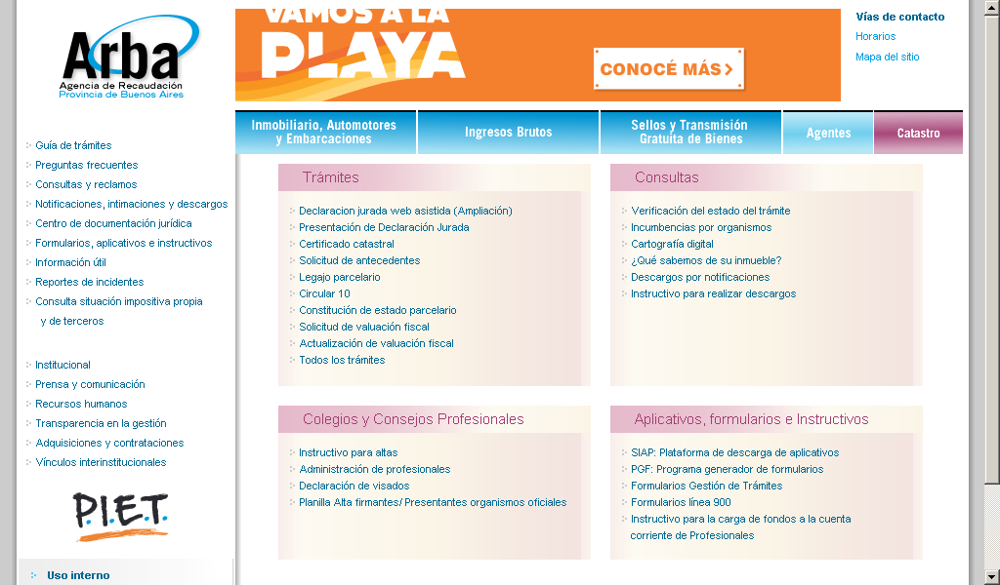 Arba
Agencia de Recaudación
Provincia de Buenos Aires
VAMOS A LA
PLAYA
CONOCÉ MÁS
Vías de contacto
Horarios
Mapa del sitio
Inmobiliario, Automotores
y Embarcaciones
Ingresos Brutos
Sellos y Transmisión
Gratuita de Bienes
Agentes
Catastro
Guía de trámites
Preguntas frecuentes
Consultas y reclamos
Notificaciones, intimaciones y descargos
Centro de documentación jurídica
Formularios, aplicativos e instructivos
Información útil
Reportes de incidentes
Consulta situación impositiva propia
y de terceros
Institucional
Prensa y comunicación
Recursos humanos
Transparencia en la gestión
Adquisiciones y contrataciones
Vínculos interinstitucionales
P.I.E.T.
Uso interno
Trámites
Declaracion jurada web asistida (Ampliación)
Presentación de Declaración Jurada
Certificado catastral
Solicitud de antecedentes
Legajo parcelario
Circular 10
Constitución de estado parcelario
Solicitud de valuación fiscal
Actualización de valuación fiscal
Todos los trámites
Consultas
Verificación del estado del trámite
Incumbencias por organismos
Cartografía digital
¿Qué sabemos de su inmueble?
Descargos por notificaciones
Instructivo para realizar descargos
Colegios y Consejos Profesionales
Instructivo para altas
Administración de profesionales
Declaración de visados
Planilla Alta firmantes/ Presentantes organismos oficiales
Aplicativos, formularios e Instructivos
SIAP: Plataforma de descarga de aplicativos
PGF: Programa generador de formularios
Formularios Gestión de Trámites
Formularios línea 900
Instructivo para la carga de fondos a la cuenta
corriente de Profesionales